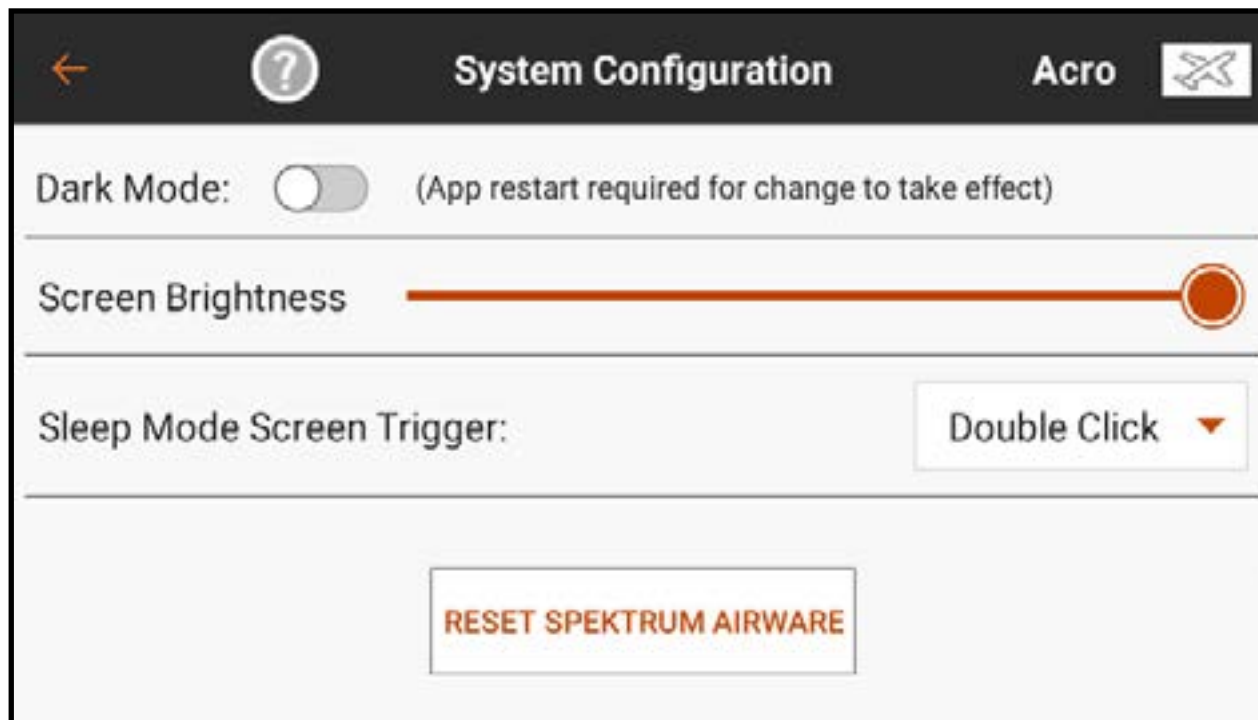 ? System Configuration Acro
Dark Mode: (App restart required for change to take effect)
Screen Brightness
Sleep Mode Screen Trigger: Double Click
RESET SPEKTRUM AIRWARE